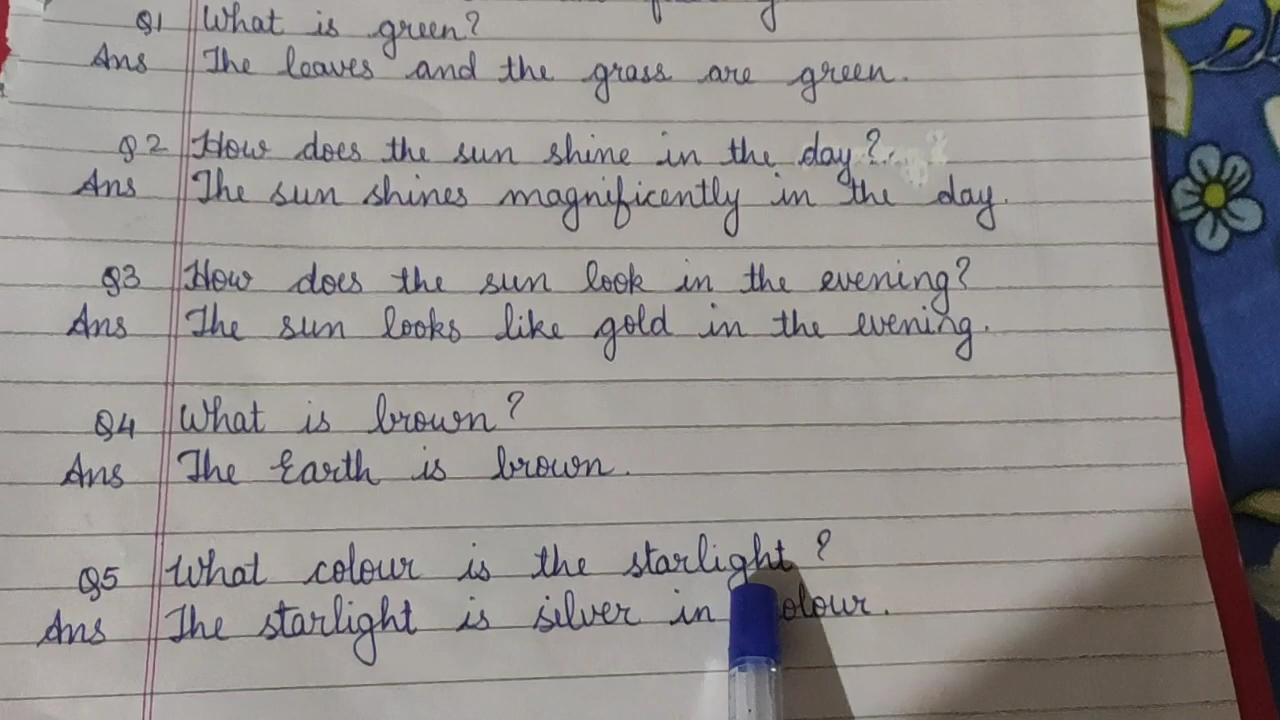 Q1 What is green?
Ans The leaves and the grass are green.
Q2 How does the sun shine in the day?
Ans The sun shines magnificently in the day.
Q3 How does the sun look in the evening?
Ans The sun looks like gold in the evening.
Q4 What is brown?
Ans The Earth is brown.
Q5 What colour is the starlight?
Ans The starlight is silver in olour.